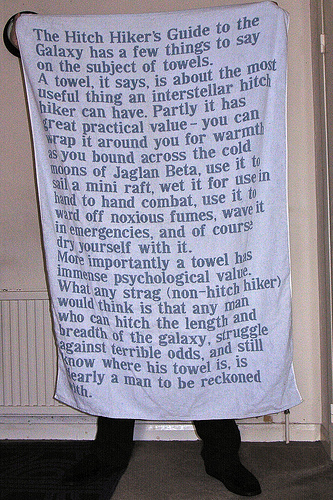 The Hitch Hiker's Guide to the
Galaxy has a few things to say
on the subject of towels.
A towel, it says, is about the most
useful thing an interstellar hitch
hiker can have. Partly it has
great practical value - you can
wrap it around you for warmth
as you bound across the cold
moons of Jaglan Beta, use it to
sail a mini raft, wet it for use in
hand to hand combat, use it to
ward off noxious fumes, wave it
in emergencies, and of course
dry yourself with it.
More importantly a towel has
immense psychological value.
What any strag (non-hitch hiker)
would think is that any man
who can hitch the length and
breadth of the galaxy, struggle
against terrible odds, and still
know where his towel is, is
early a man to be reckoned
ith.